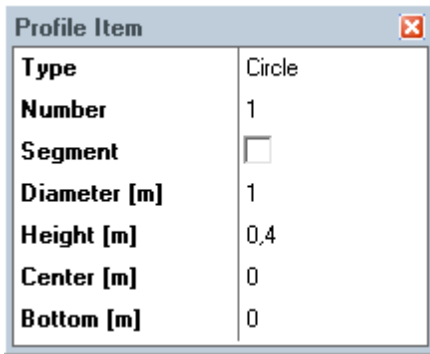 Profile Item
Type Circle
Number 1
Segment
Diameter [m] 1
Height [m] 0,4
Center [m] 0
Bottom [m] 0